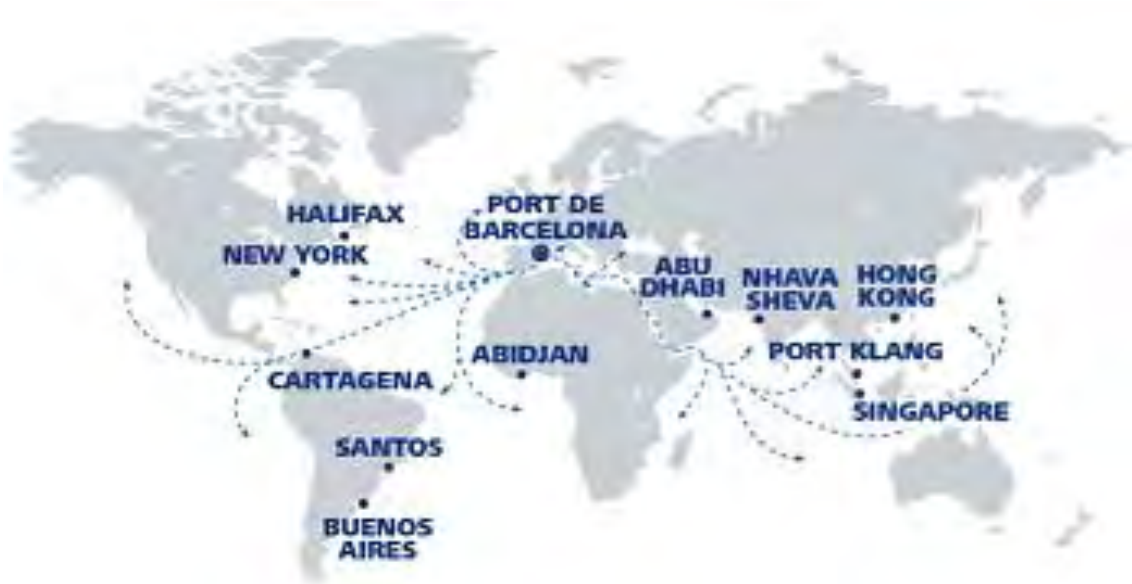 HALIFAX
PORT DE
BARCELONA
NEW YORK
ABU
DHABI
NHAVA
SHEVA
HONG
KONG
ABIDJAN
PORT KLANG
CARTAGENA
SINGAPORE
SANTOS
BUENOS
AIRES